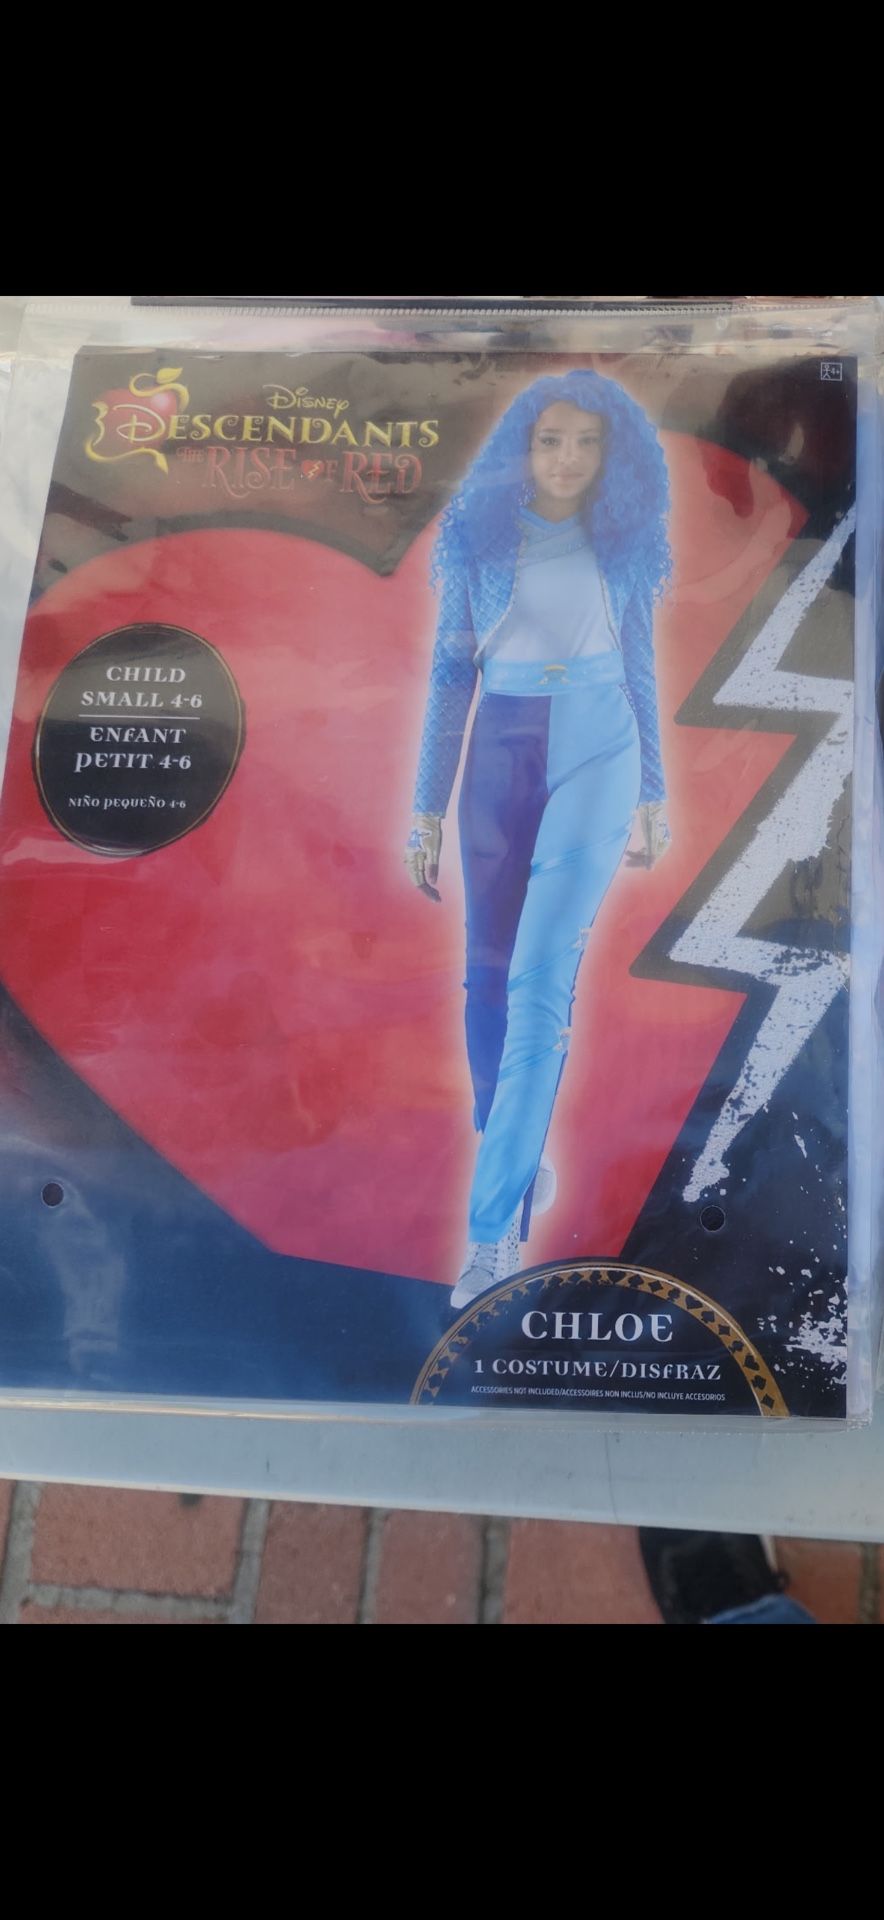 Disney
DESCENDANTS
THE RISE OF RED
4+
CHILD
SMALL 4-6
ENFANT
PETIT 4-6
NIÑO PEQUEÑO 4-6
CHLOE
1 COSTUME/DISFRAZ
ACCESSORIES NOT INCLUDED/ACCESSOIRES NON INCLUS/NO INCLUYE ACCESORIOS